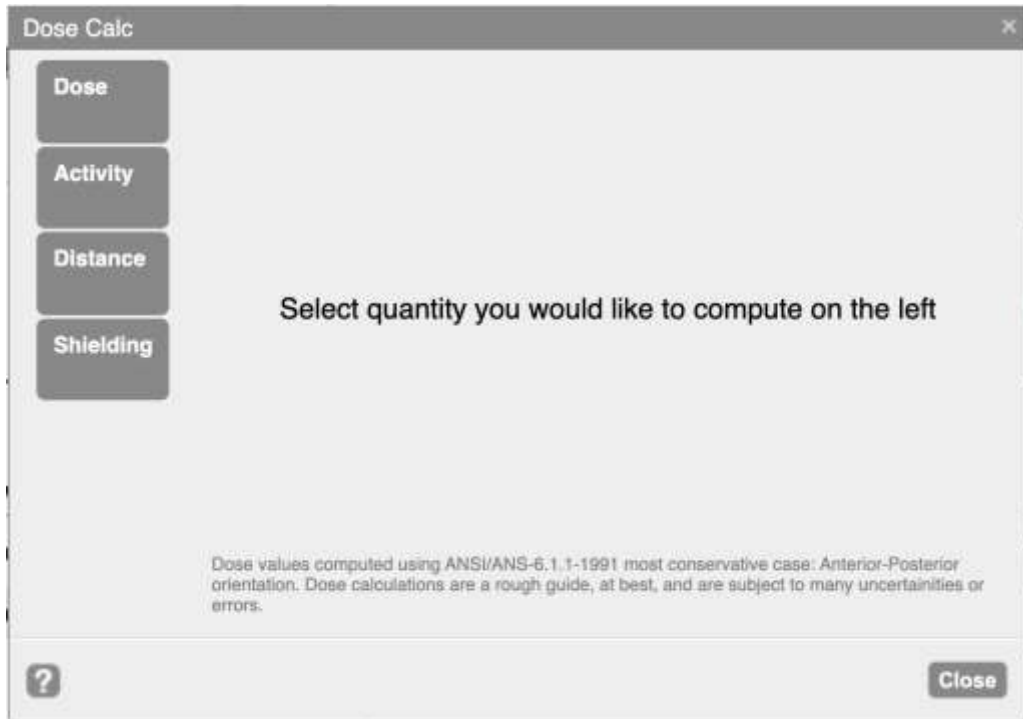 Dose Calc
×
Dose
Activity
Distance
Shielding
Select quantity you would like to compute on the left
Dose values computed using ANSI/ANS-6.1.1-1991 most conservative case: Anterior-Posterior
orientation. Dose calculations are a rough guide, at best, and are subject to many uncertainities or
errors.
?
Close